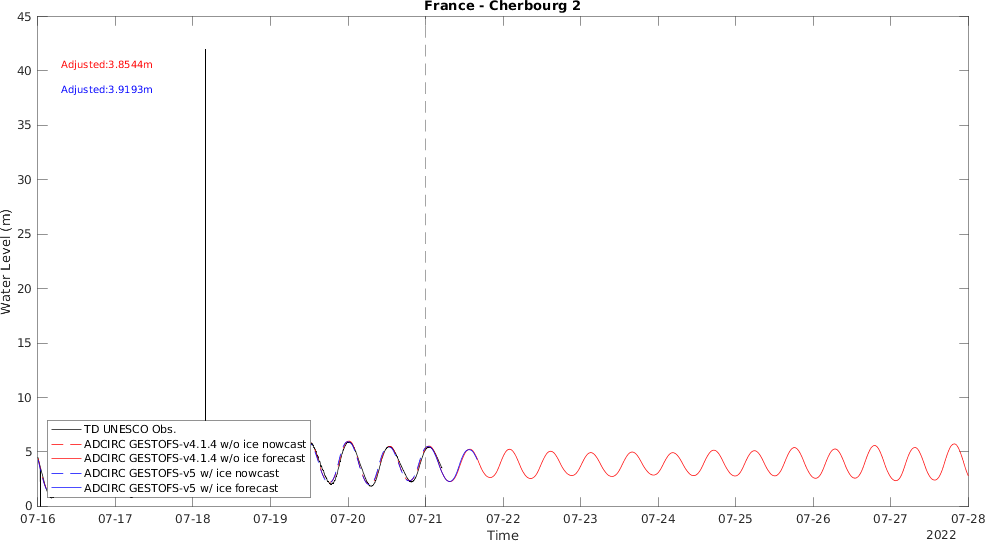 France - Cherbourg 2
45
40
35
30
25
20
15
10
5
0
Water Level (m)
Adjusted:3.8544m
Adjusted:3.9193m
TD UNESCO Obs.
ADCIRC GESTOFS-v4.1.4 w/o ice nowcast
ADCIRC GESTOFS-v4.1.4 w/o ice forecast
ADCIRC GESTOFS-v5 w/ ice nowcast
ADCIRC GESTOFS-v5 w/ ice forecast
07-16 07-17 07-18 07-19 07-20 07-21 07-22 07-23 07-24 07-25 07-26 07-27 07-28
Time
2022